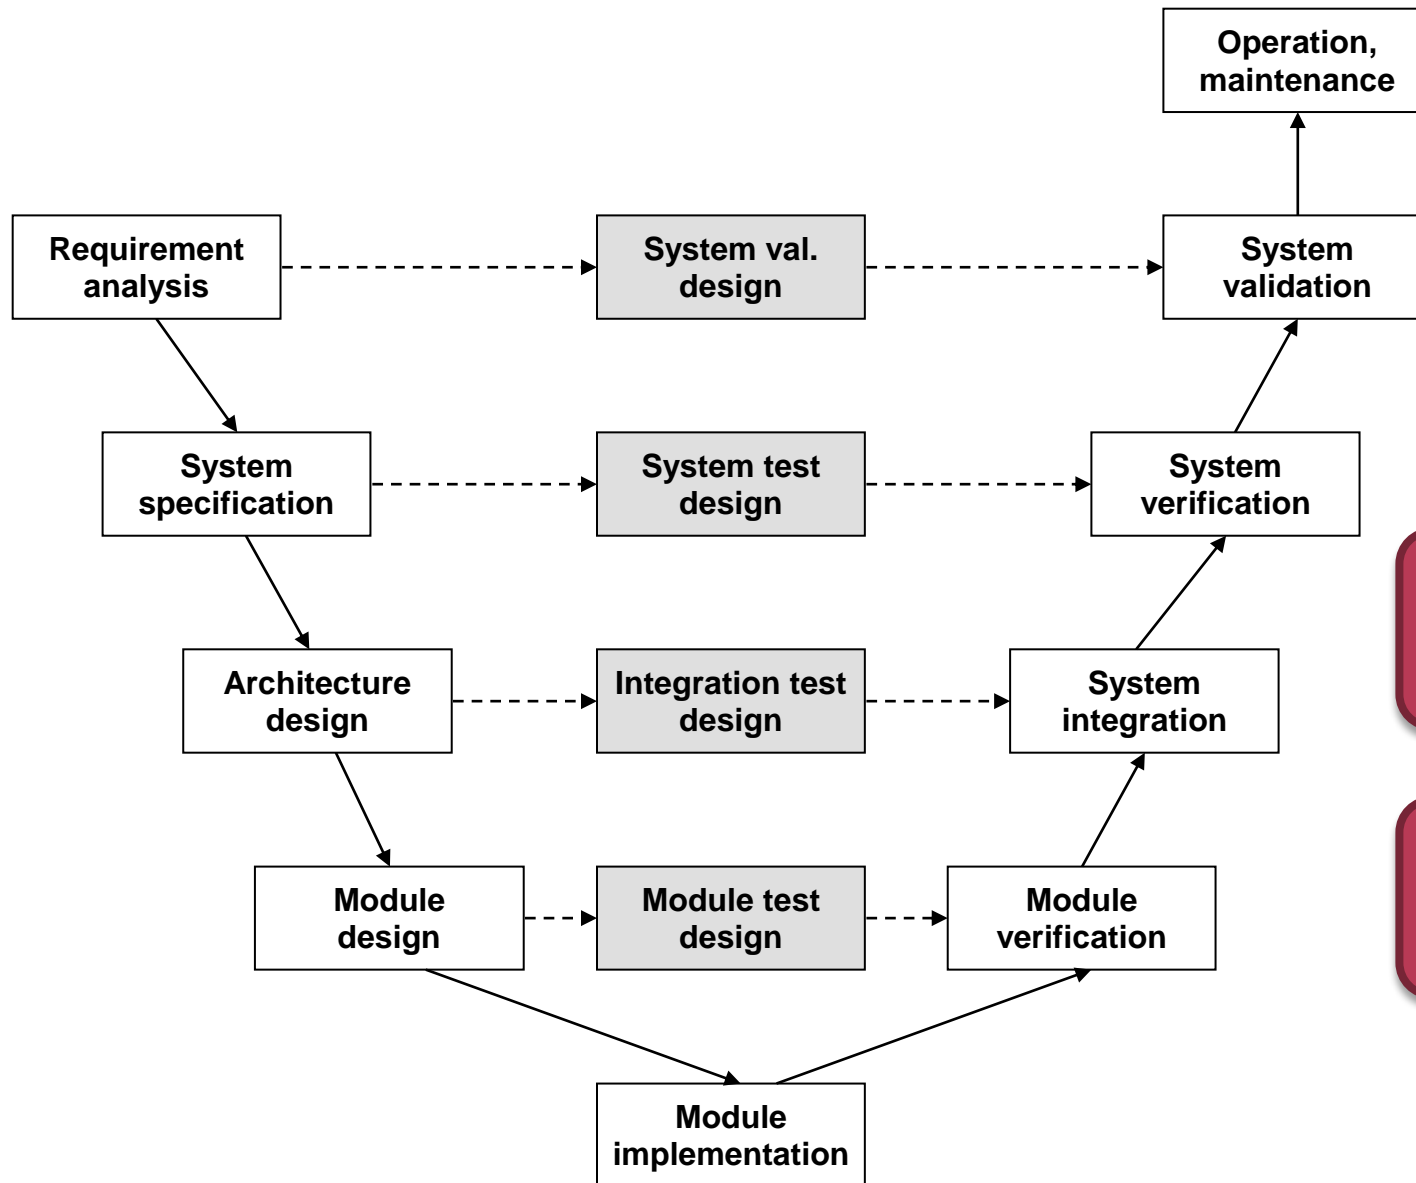 Operation,
maintenance
Requirement
analysis
System val.
design
System
validation
System
specification
System test
design
System
verification
Architecture
design
Integration test
design
System
integration
Module
design
Module test
design
Module
verification
Module
implementation